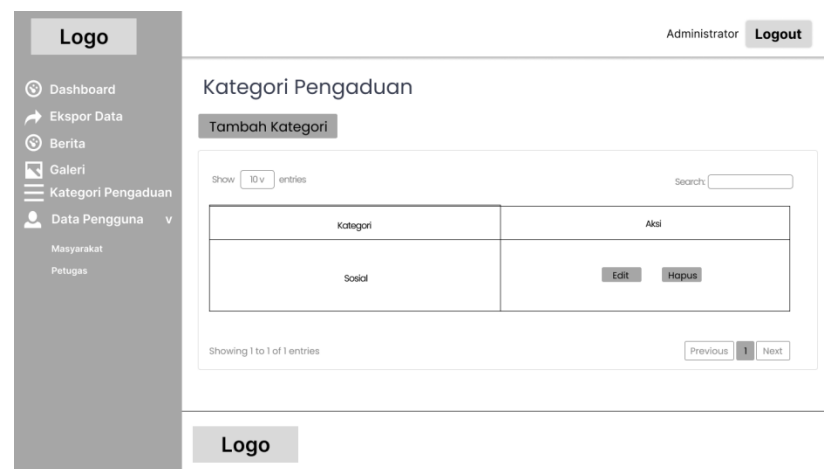 Logo
Administrator Logout
Dashboard
Ekspor Data
Berita
Galeri
Kategori Pengaduan
Data Pengguna v
Masyarakat
Petugas
Kategori Pengaduan
Tambah Kategori
Show 10 v entries
Search:
Kategori Aksi
Sosial Edit Hapus
Showing 1 to 1 of 1 entries
Previous 1 Next
Logo